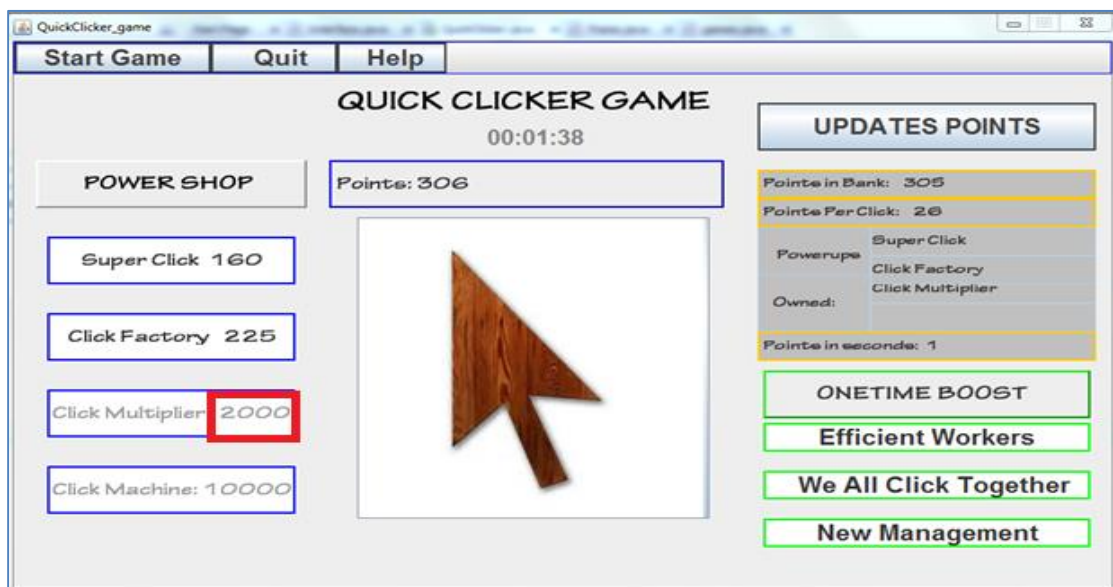 QuickClicker_game
Start Game Quit Help
QUICK CLICKER GAME
00:01:38
UPDATES POINTS
POWER SHOP
Points: 306
Points in Bank: 305
Points Per Click: 26
Super Click 160
Powerups
Super Click
Click Factory
Owned:
Click Multiplier
Click Factory 225
Points in seconds: 1
Click Multiplier 2000
ONETIME BOOST
Efficient Workers
Click Machine: 10000
We All Click Together
New Management